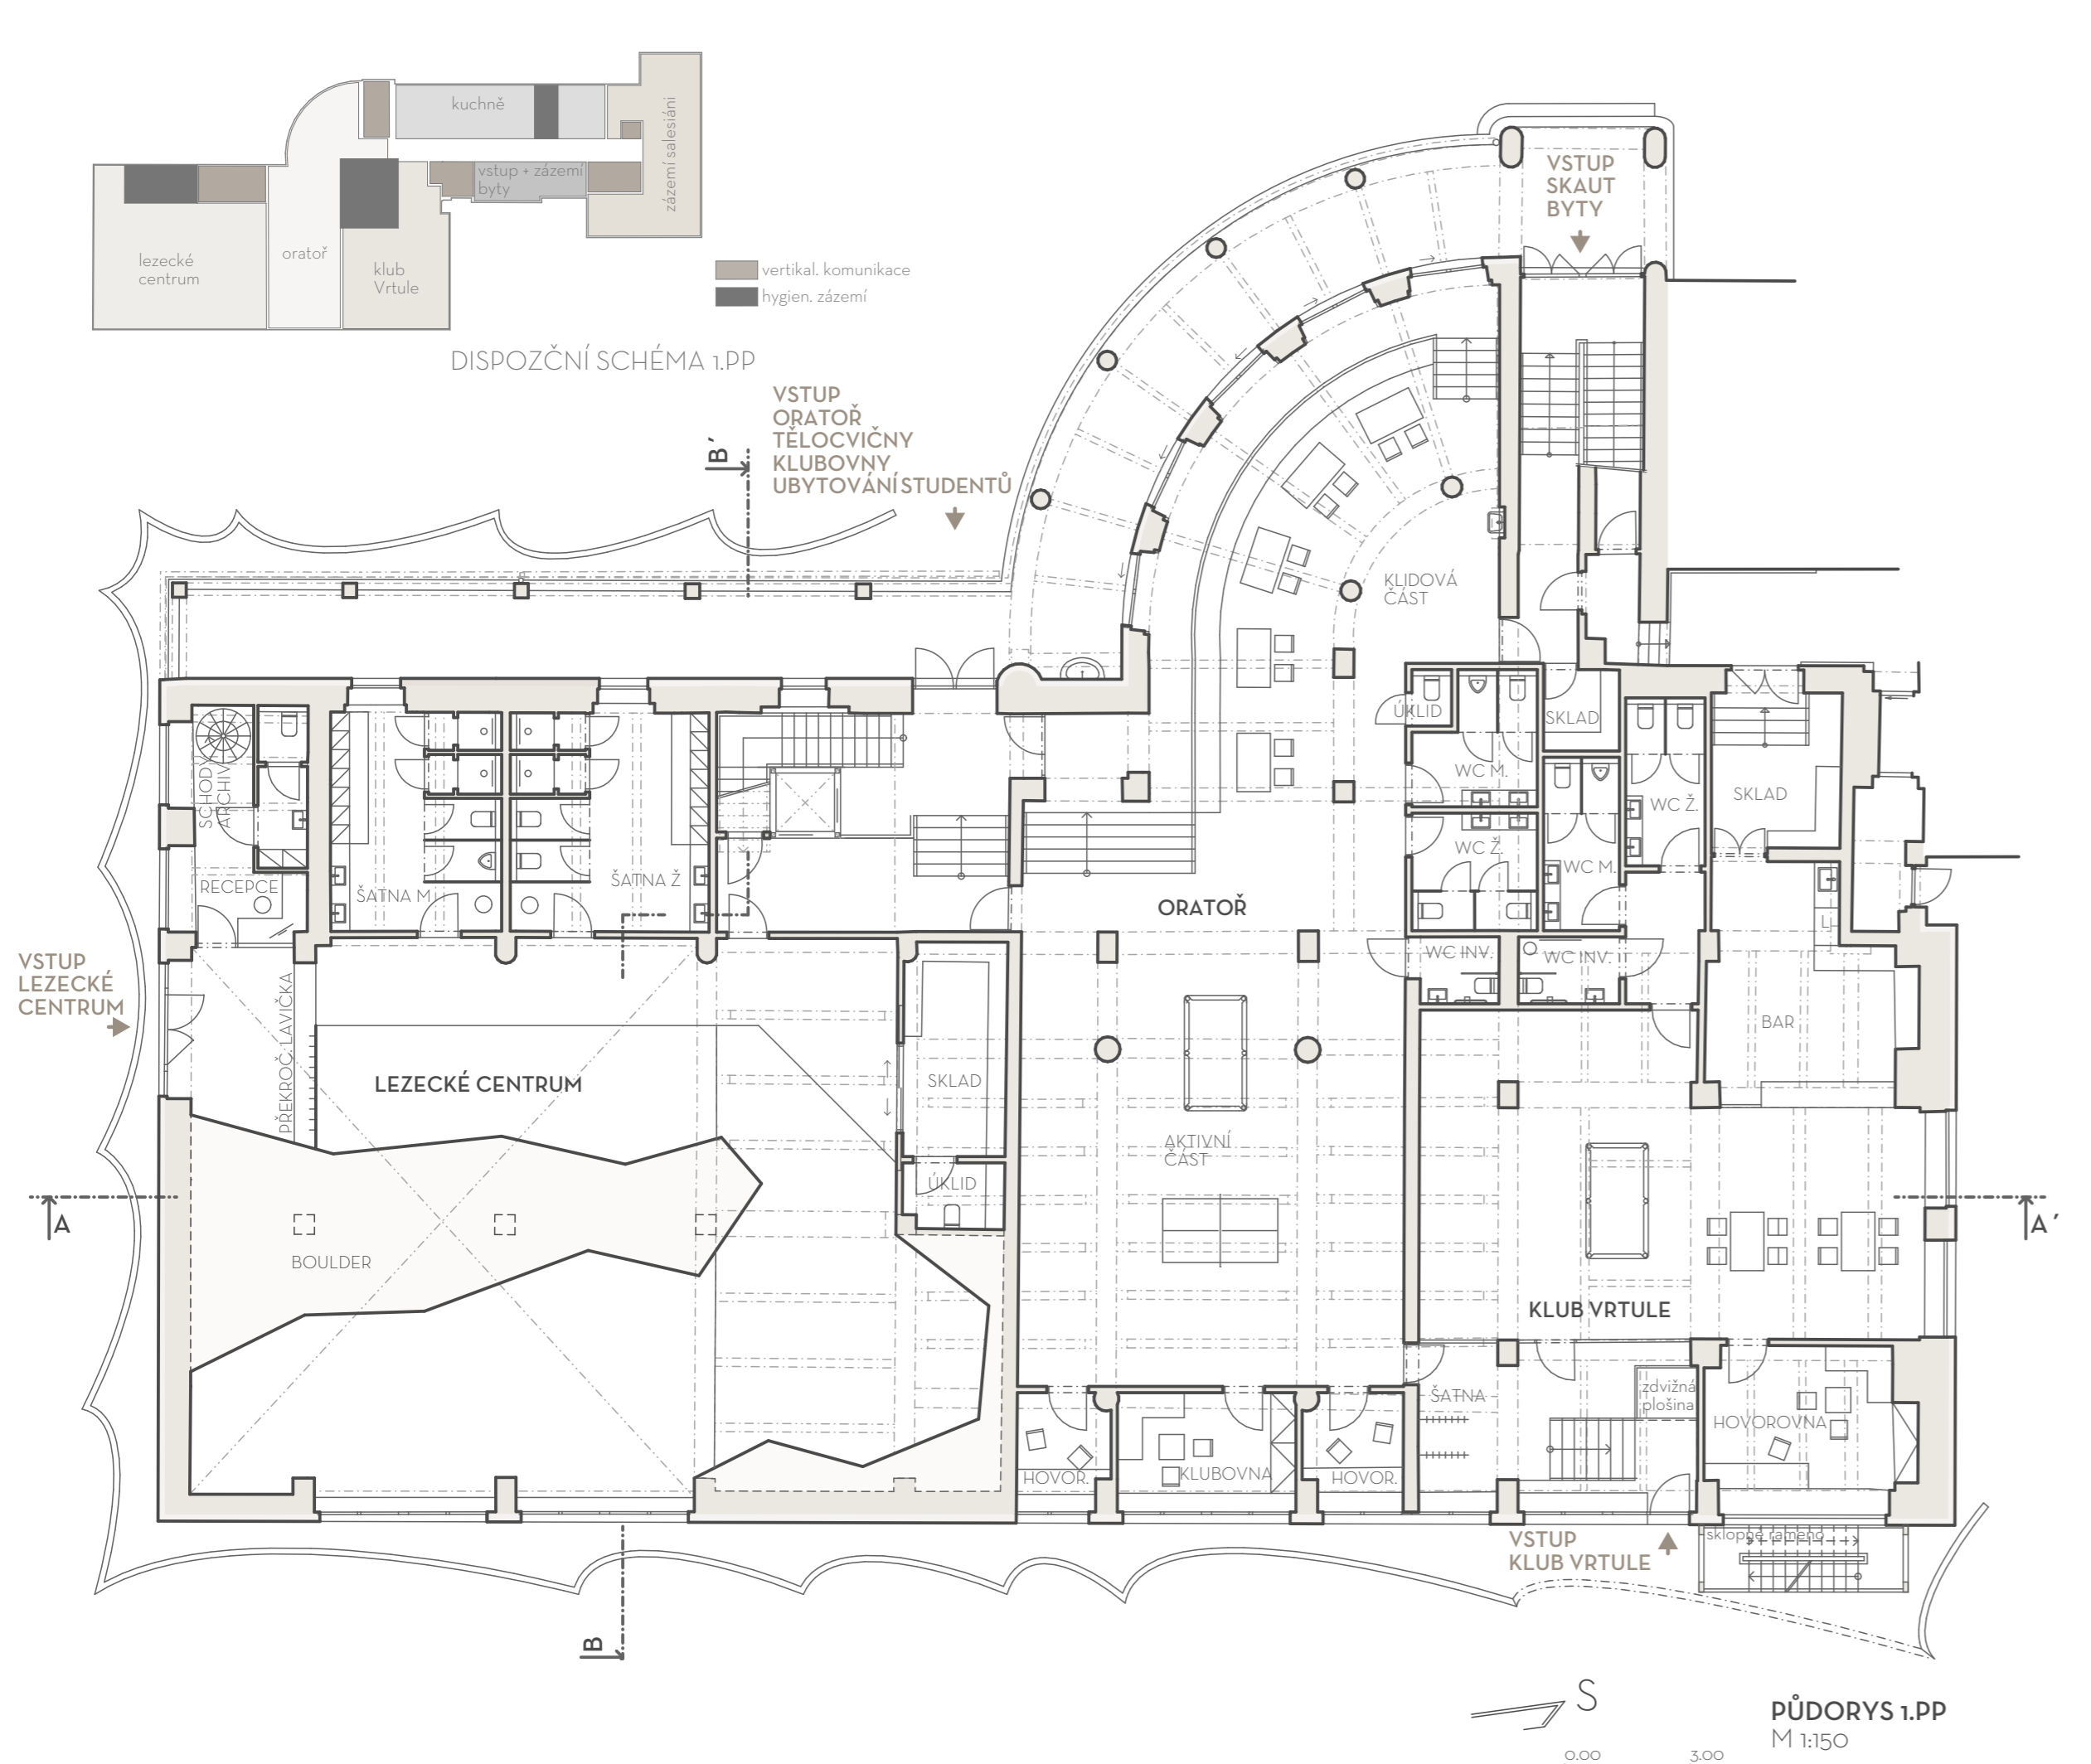 kuchně
zázemí salesiáni
vstup + zázemí
byty
lezecké
centrum
oratoř
klub
Vrtule
vertikal. komunikace
hygien. zázemí
DISPOZČNÍ SCHÉMA 1.PP
VSTUP
SKAUT
BYTY
VSTUP
ORATOŘ
TĚLOCVIČNY
KLUBOVNY
UBYTOVÁNÍ STUDENTŮ
B´
KLIDOVÁ
ČÁST
ÚKLID
SKLAD
WC M.
WC Ž.
SKLAD
SCHODY
ARCHIV
WC Ž.
WC M.
RECEPCE
ŠATNA M
ŠATNA Ž
ORATOŘ
WC INV.
WC INV.
VSTUP
LEZECKÉ
CENTRUM
PŘEKROČ. LAVIČKA
BAR
LEZECKÉ CENTRUM
SKLAD
AKTIVNÍ
ČÁST
ÚKLID
A
A´
BOULDER
KLUB VRTULE
ŠATNA
zdvižná
plošina
HOVOROVNA
HOVOR.
KLUBOVNA
HOVOR.
VSTUP
KLUB VRTULE
sklopné rameno
B
S
PŮDORYS 1.PP
M 1:150
0.00
3.00